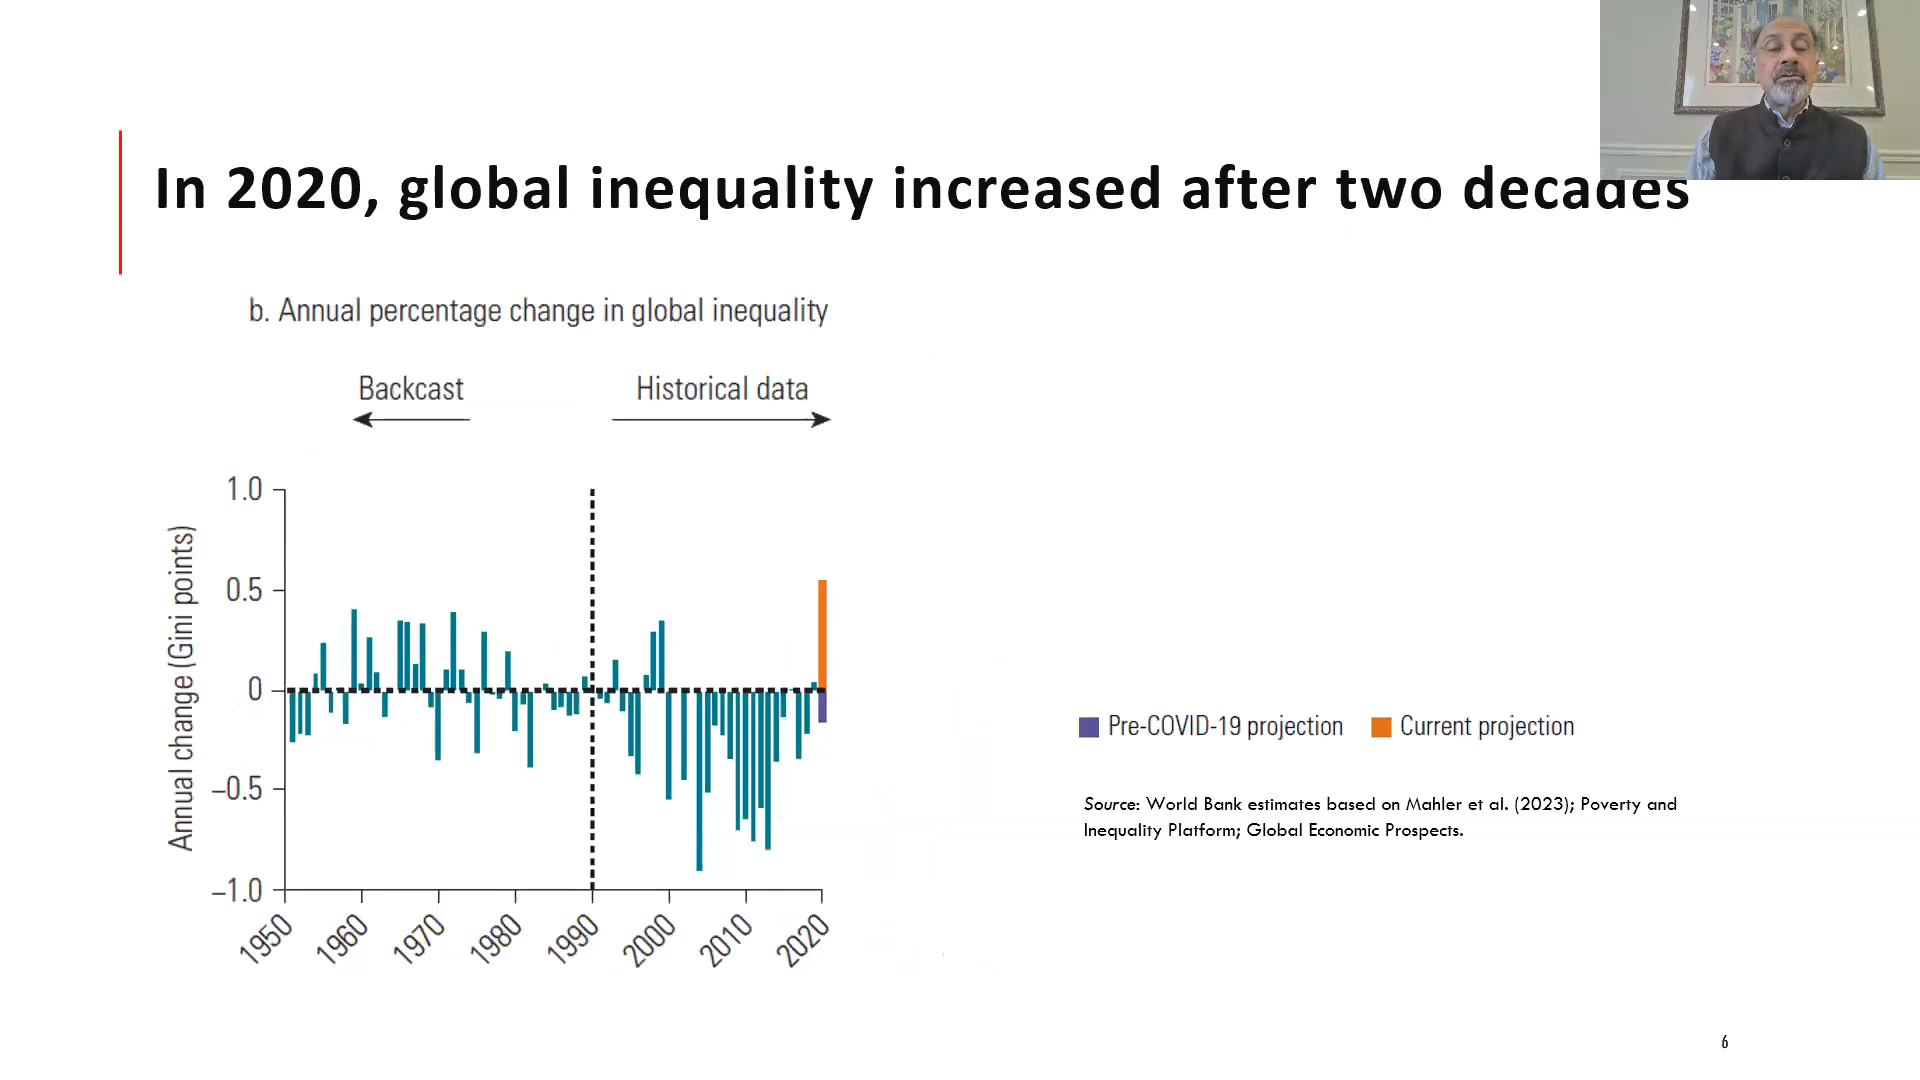 In 2020, global inequality increased after two decades
b. Annual percentage change in global inequality
Backcast
Historical data
Annual change (Gini points)
1.0
0.5
0
–0.5
–1.0
1950
1960
1970
1980
1990
2000
2010
2020
Pre-COVID-19 projection
Current projection
Source: World Bank estimates based on Mahler et al. (2023); Poverty and
Inequality Platform; Global Economic Prospects.
6